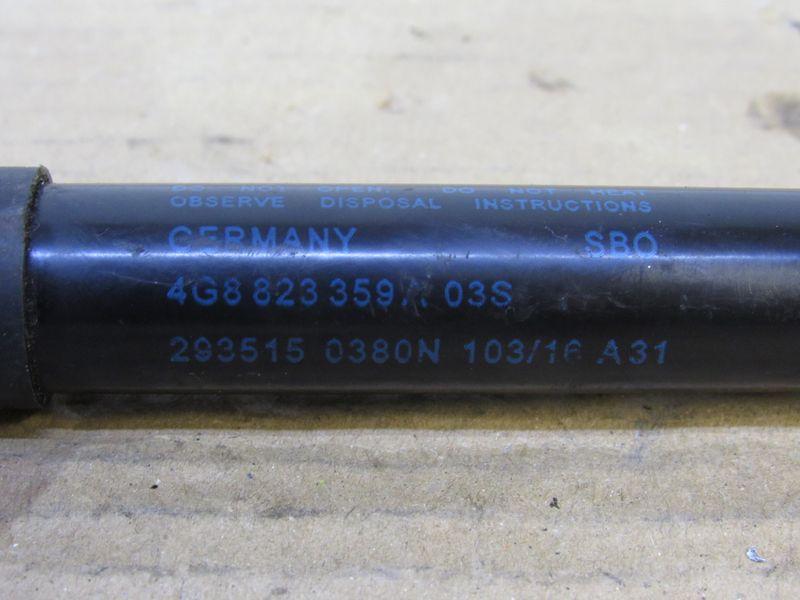 DO NOT OPEN. DO NOT HEAT
OBSERVE DISPOSAL INSTRUCTIONS
GERMANY SBO
4G8 823 359A 03S
293515 0380N 103/16 A31